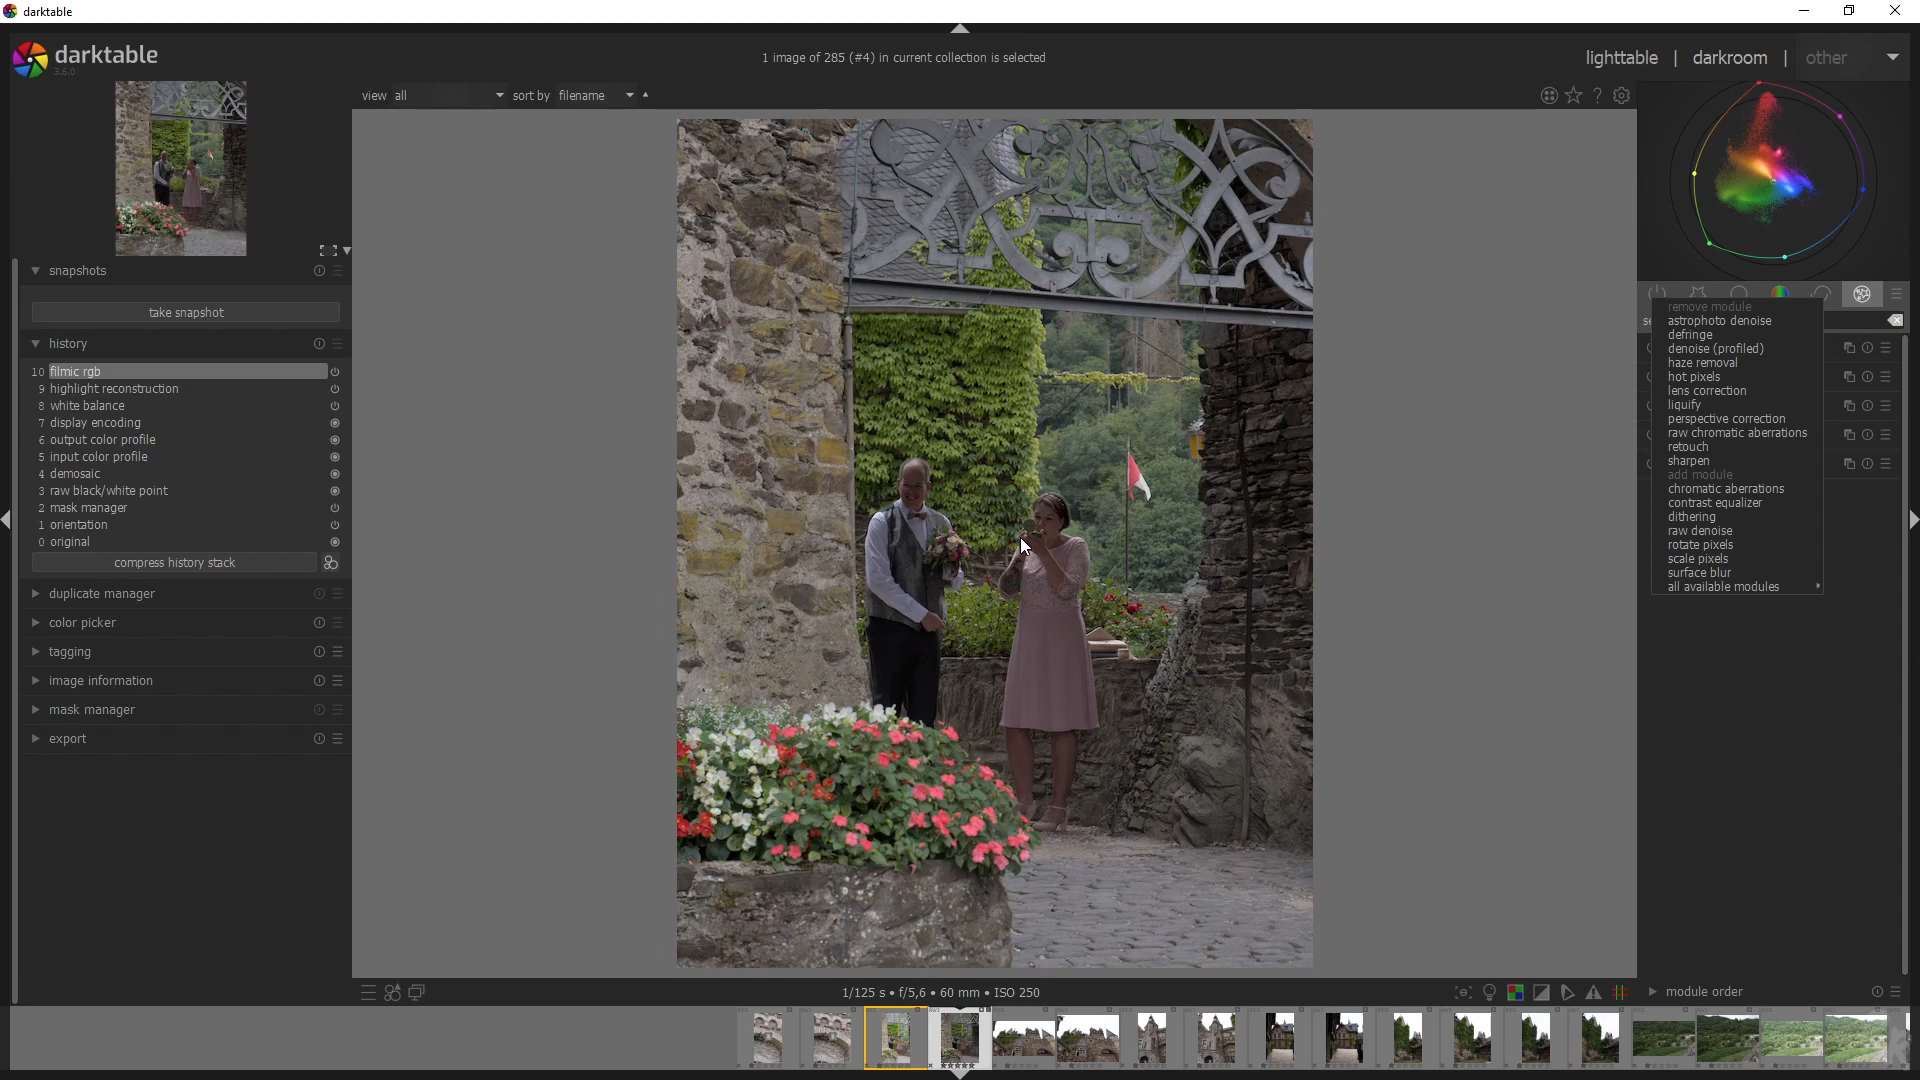 darktable
darktable
3.6.0
1 image of 285 (#4) in current collection is selected
lighttable | darkroom | other
view all sort by filename
snapshots
take snapshot
history
10 filmic rgb
9 highlight reconstruction
8 white balance
7 display encoding
6 output color profile
5 input color profile
4 demosaic
3 raw black/white point
2 mask manager
1 orientation
0 original
compress history stack
duplicate manager
color picker
tagging
image information
mask manager
export
remove module
astrophoto denoise
defringe
denoise (profiled)
haze removal
hot pixels
lens correction
liquify
perspective correction
raw chromatic aberrations
retouch
sharpen
add module
chromatic aberrations
contrast equalizer
dithering
raw denoise
rotate pixels
scale pixels
surface blur
all available modules
1/125 s • f/5,6 • 60 mm • ISO 250
module order